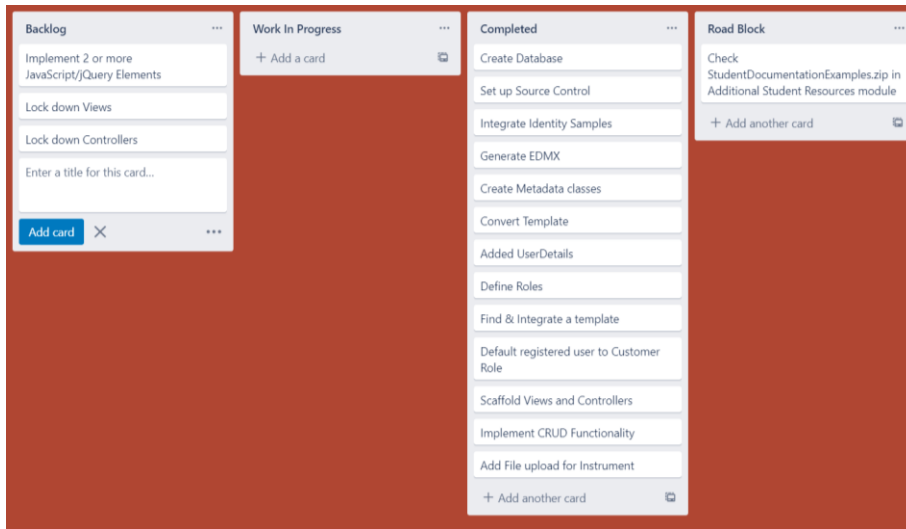 Backlog
Implement 2 or more
JavaScript/jQuery Elements
Lock down Views
Lock down Controllers
Enter a title for this card...
Add card
Work In Progress
+ Add a card
Completed
Create Database
Set up Source Control
Integrate Identity Samples
Generate EDMX
Create Metadata classes
Convert Template
Added UserDetails
Define Roles
Find & Integrate a template
Default registered user to Customer
Role
Scaffold Views and Controllers
Implement CRUD Functionality
Add File upload for Instrument
+ Add another card
Road Block
Check
StudentDocumentationExamples.zip in
Additional Student Resources module
+ Add another card